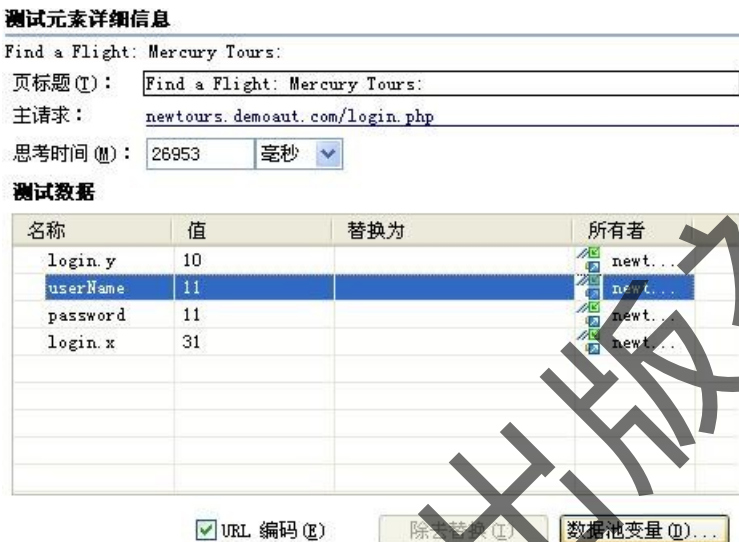 测试元素详细信息
Find a Flight: Mercury Tours:
页标题(T)： Find a Flight: Mercury Tours:
主请求： newtours.demoaut.com/login.php
思考时间(M)： 26953 毫秒
测试数据
名称 值 替换为 所有者
login.y 10 newt...
userName 11 newt...
password 11 newt...
login.x 31 newt...
URL 编码(E) 除去替换(I) 数据池变量(D)...
出版